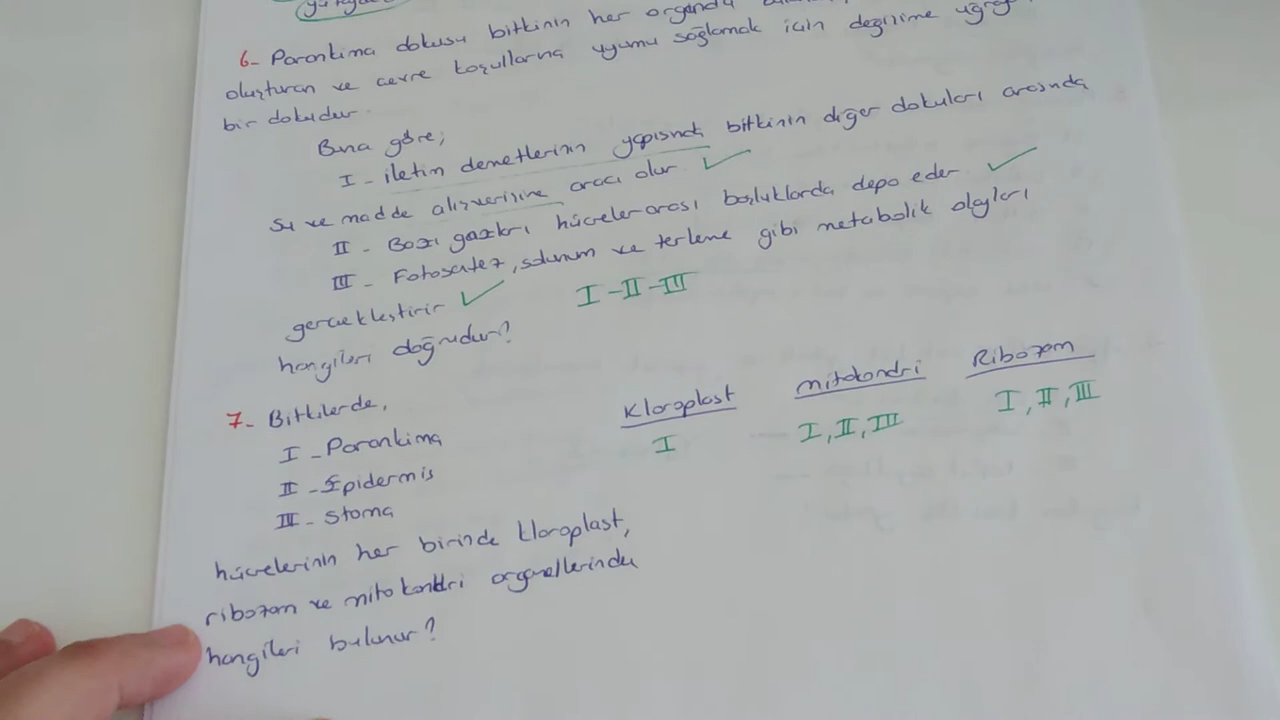 6- Parankima dokusu bitkinin her organda
oluşturan ve çevre koşullarına uyumu sağlamak için değişime
bir dokudur.
Buna göre;
I - iletim demetlerinin yapısında bitkinin diğer dokuları arasında
su ve madde alışverişine aracı olur ✓
II - Bazı gazları hücreler arası boşluklarda depo eder ✓
III - Fotosentez, solunum ve terleme gibi metabolik olayları
gerçekleştirir ✓ I-II-III
hangileri doğrudur?
7- Bitkilerde,
I - Parankima
II - Epidermis
III - Stoma
hücrelerinin her birinde kloroplast,
ribozom ve mitokondri organellerinden
hangileri bulunur?
Kloroplast mitokondri Ribozom
I I, II, III I, II, III